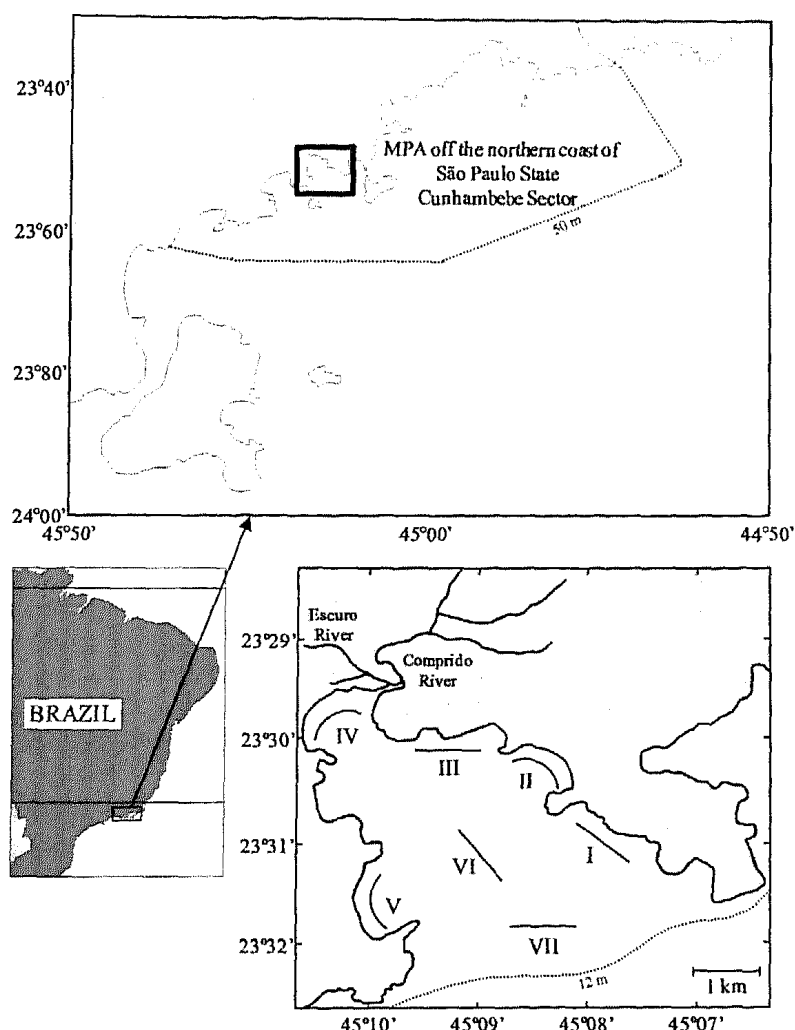 23°40'
MPA off the northern coast of
São Paulo State
Cunhambebe Sector
50 m
23°60'
23°80'
24°00'
45°50'
45°00'
44°50'
BRAZIL
Escuro
River
Comprido
River
23°29'
23°30'
23°31'
23°32'
IV
III
II
I
VI
V
VII
12 m
1 km
45°10'
45°09'
45°08'
45°07'